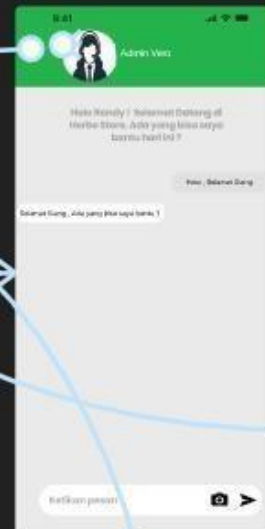 9:41
Admin Vera
Halo Randy ! Selamat Datang di
Herbo Store. Ada yang bisa saya
bantu hari ini ?
Halo , Selamat Siang
Selamat Siang , Ada yang bisa saya bantu ?
Ketikan pesan